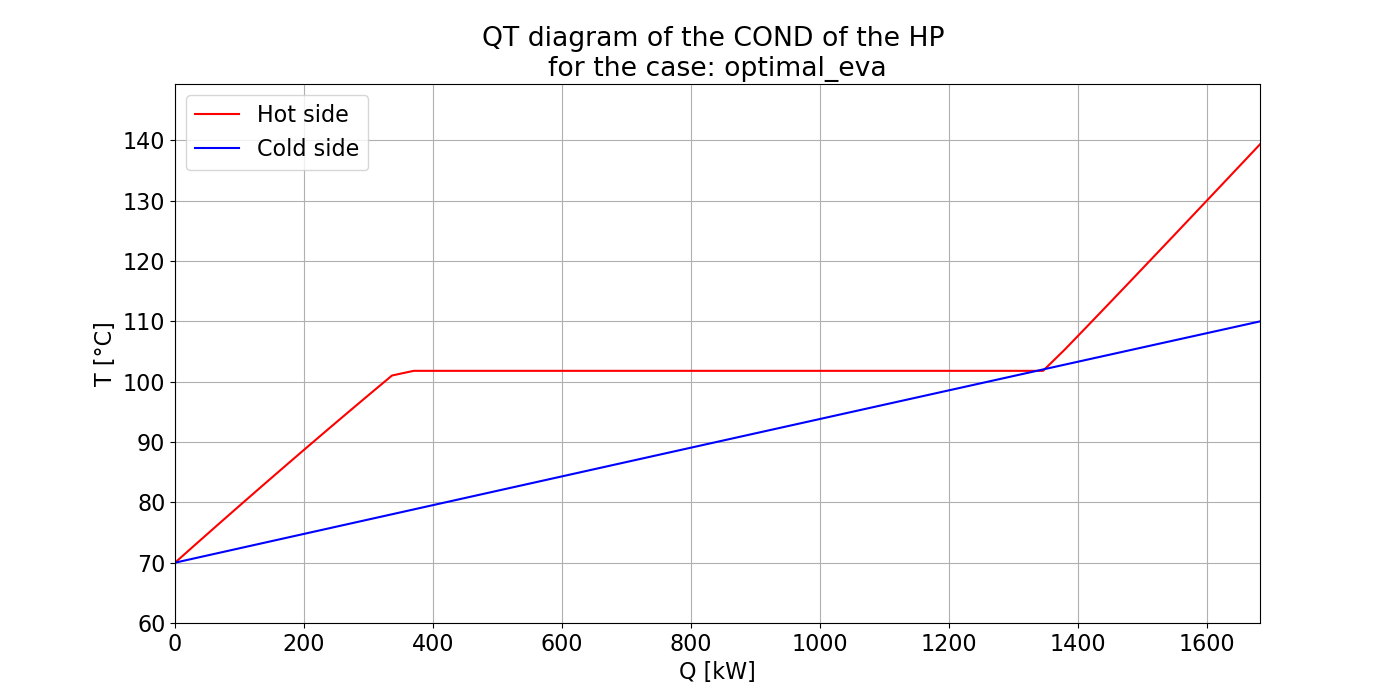 QT diagram of the COND of the HP
for the case: optimal_eva
Hot side
Cold side
140
130
120
110
100
90
80
70
60
T [°C]
0 200 400 600 800 1000 1200 1400 1600
Q [kW]